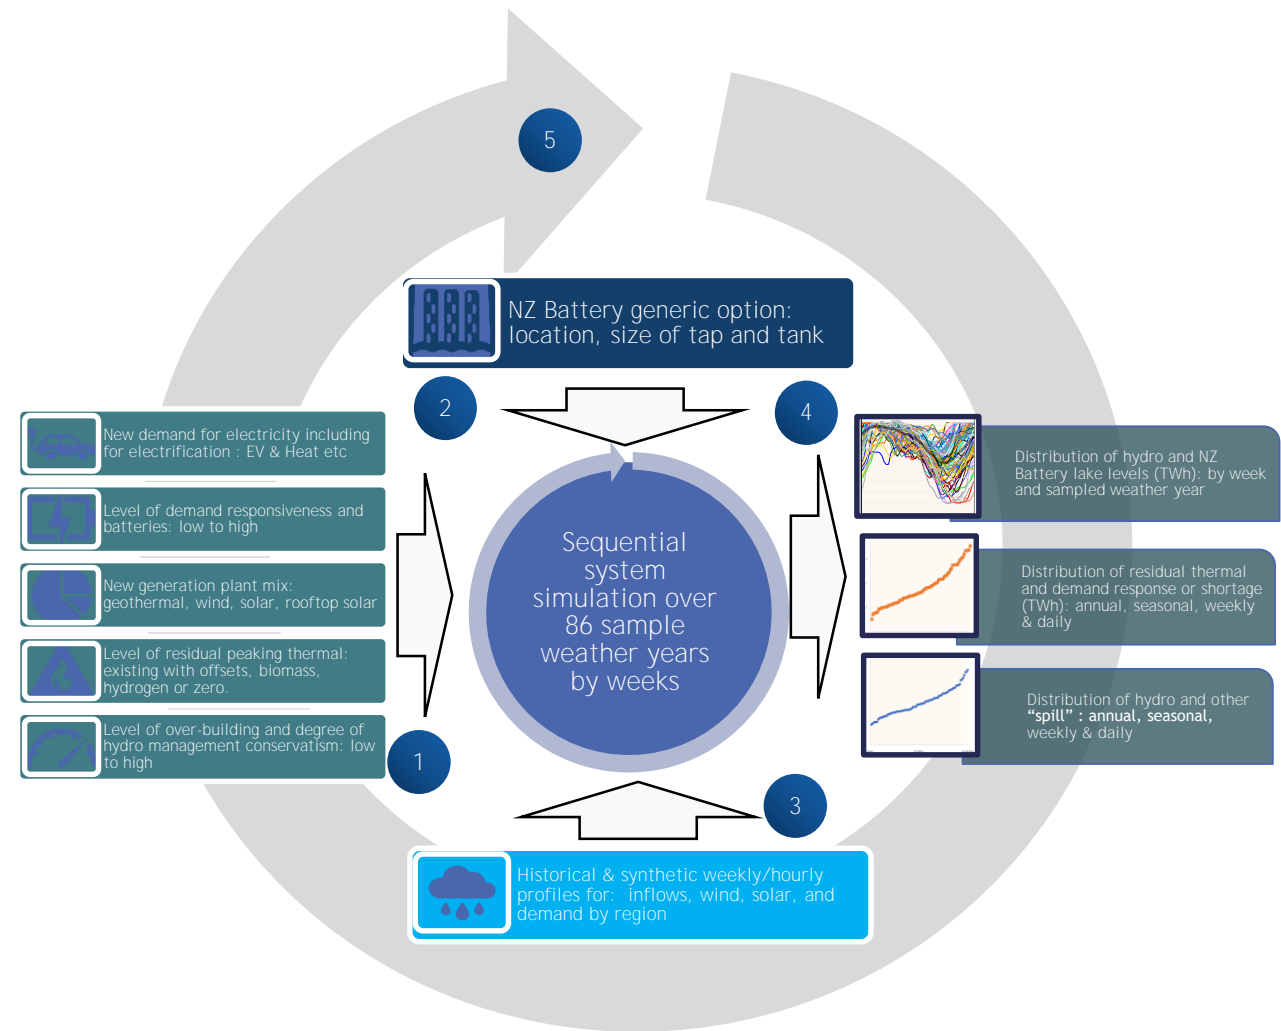 5
NZ Battery generic option:
location, size of tap and tank
2
4
New demand for electricity including
for electrification : EV & Heat etc
Level of demand responsiveness and
batteries: low to high
New generation plant mix:
geothermal, wind, solar, rooftop solar
Level of residual peaking thermal:
existing with offsets, biomass,
hydrogen or zero.
Level of over-building and degree of
hydro management conservatism: low
to high
1
Sequential
system
simulation over
86 sample
weather years
by weeks
Distribution of hydro and NZ
Battery lake levels (TWh): by week
and sampled weather year
Distribution of residual thermal
and demand response or shortage
(TWh): annual, seasonal, weekly
& daily
Distribution of hydro and other
“spill” : annual, seasonal,
weekly & daily
3
Historical & synthetic weekly/hourly
profiles for: inflows, wind, solar, and
demand by region